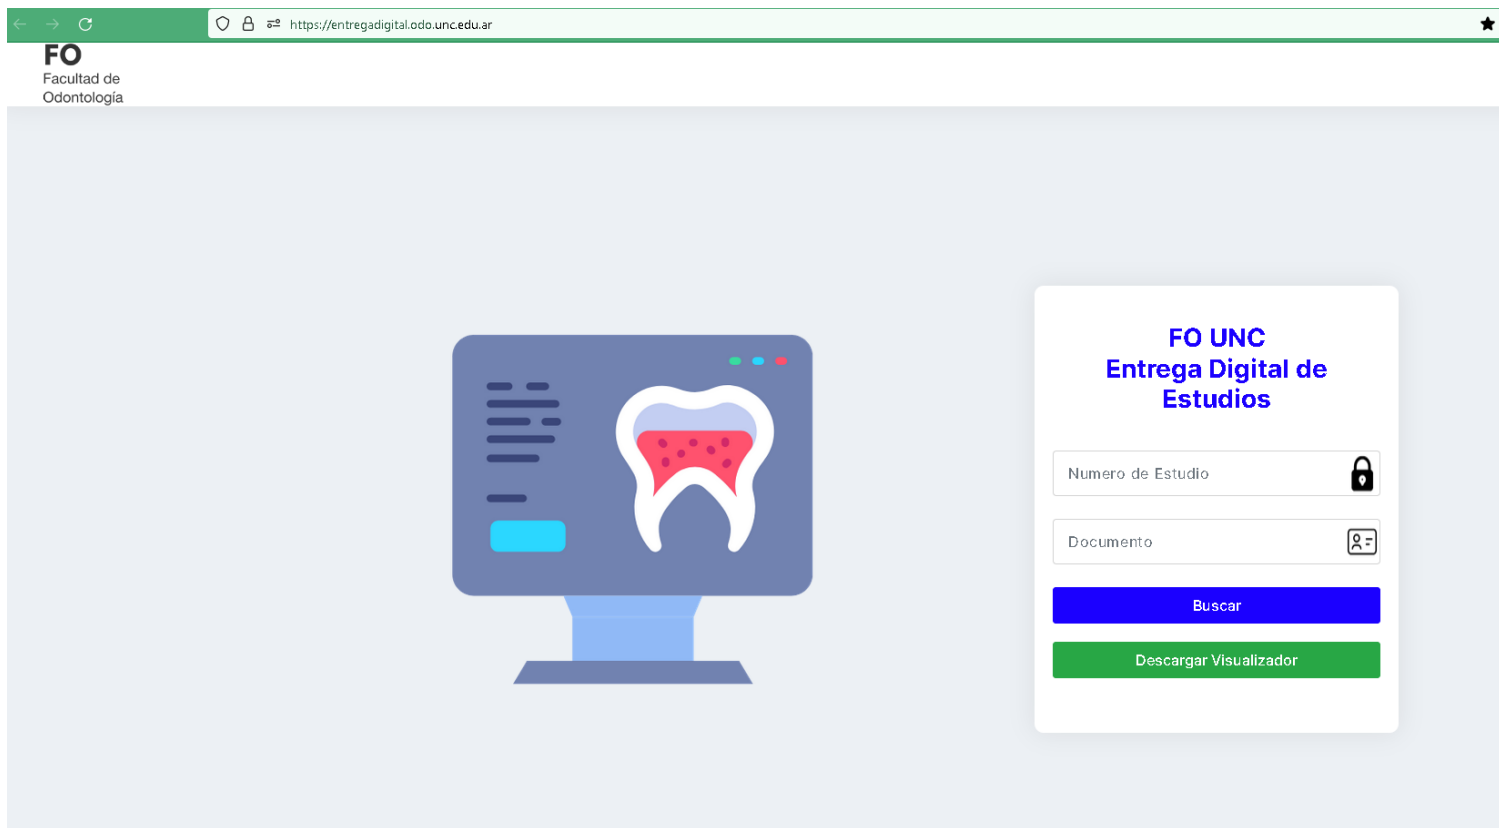 https://entregadigital.odo.unc.edu.ar
FO
Facultad de
Odontología
FO UNC
Entrega Digital de
Estudios
Numero de Estudio
Documento
Buscar
Descargar Visualizador